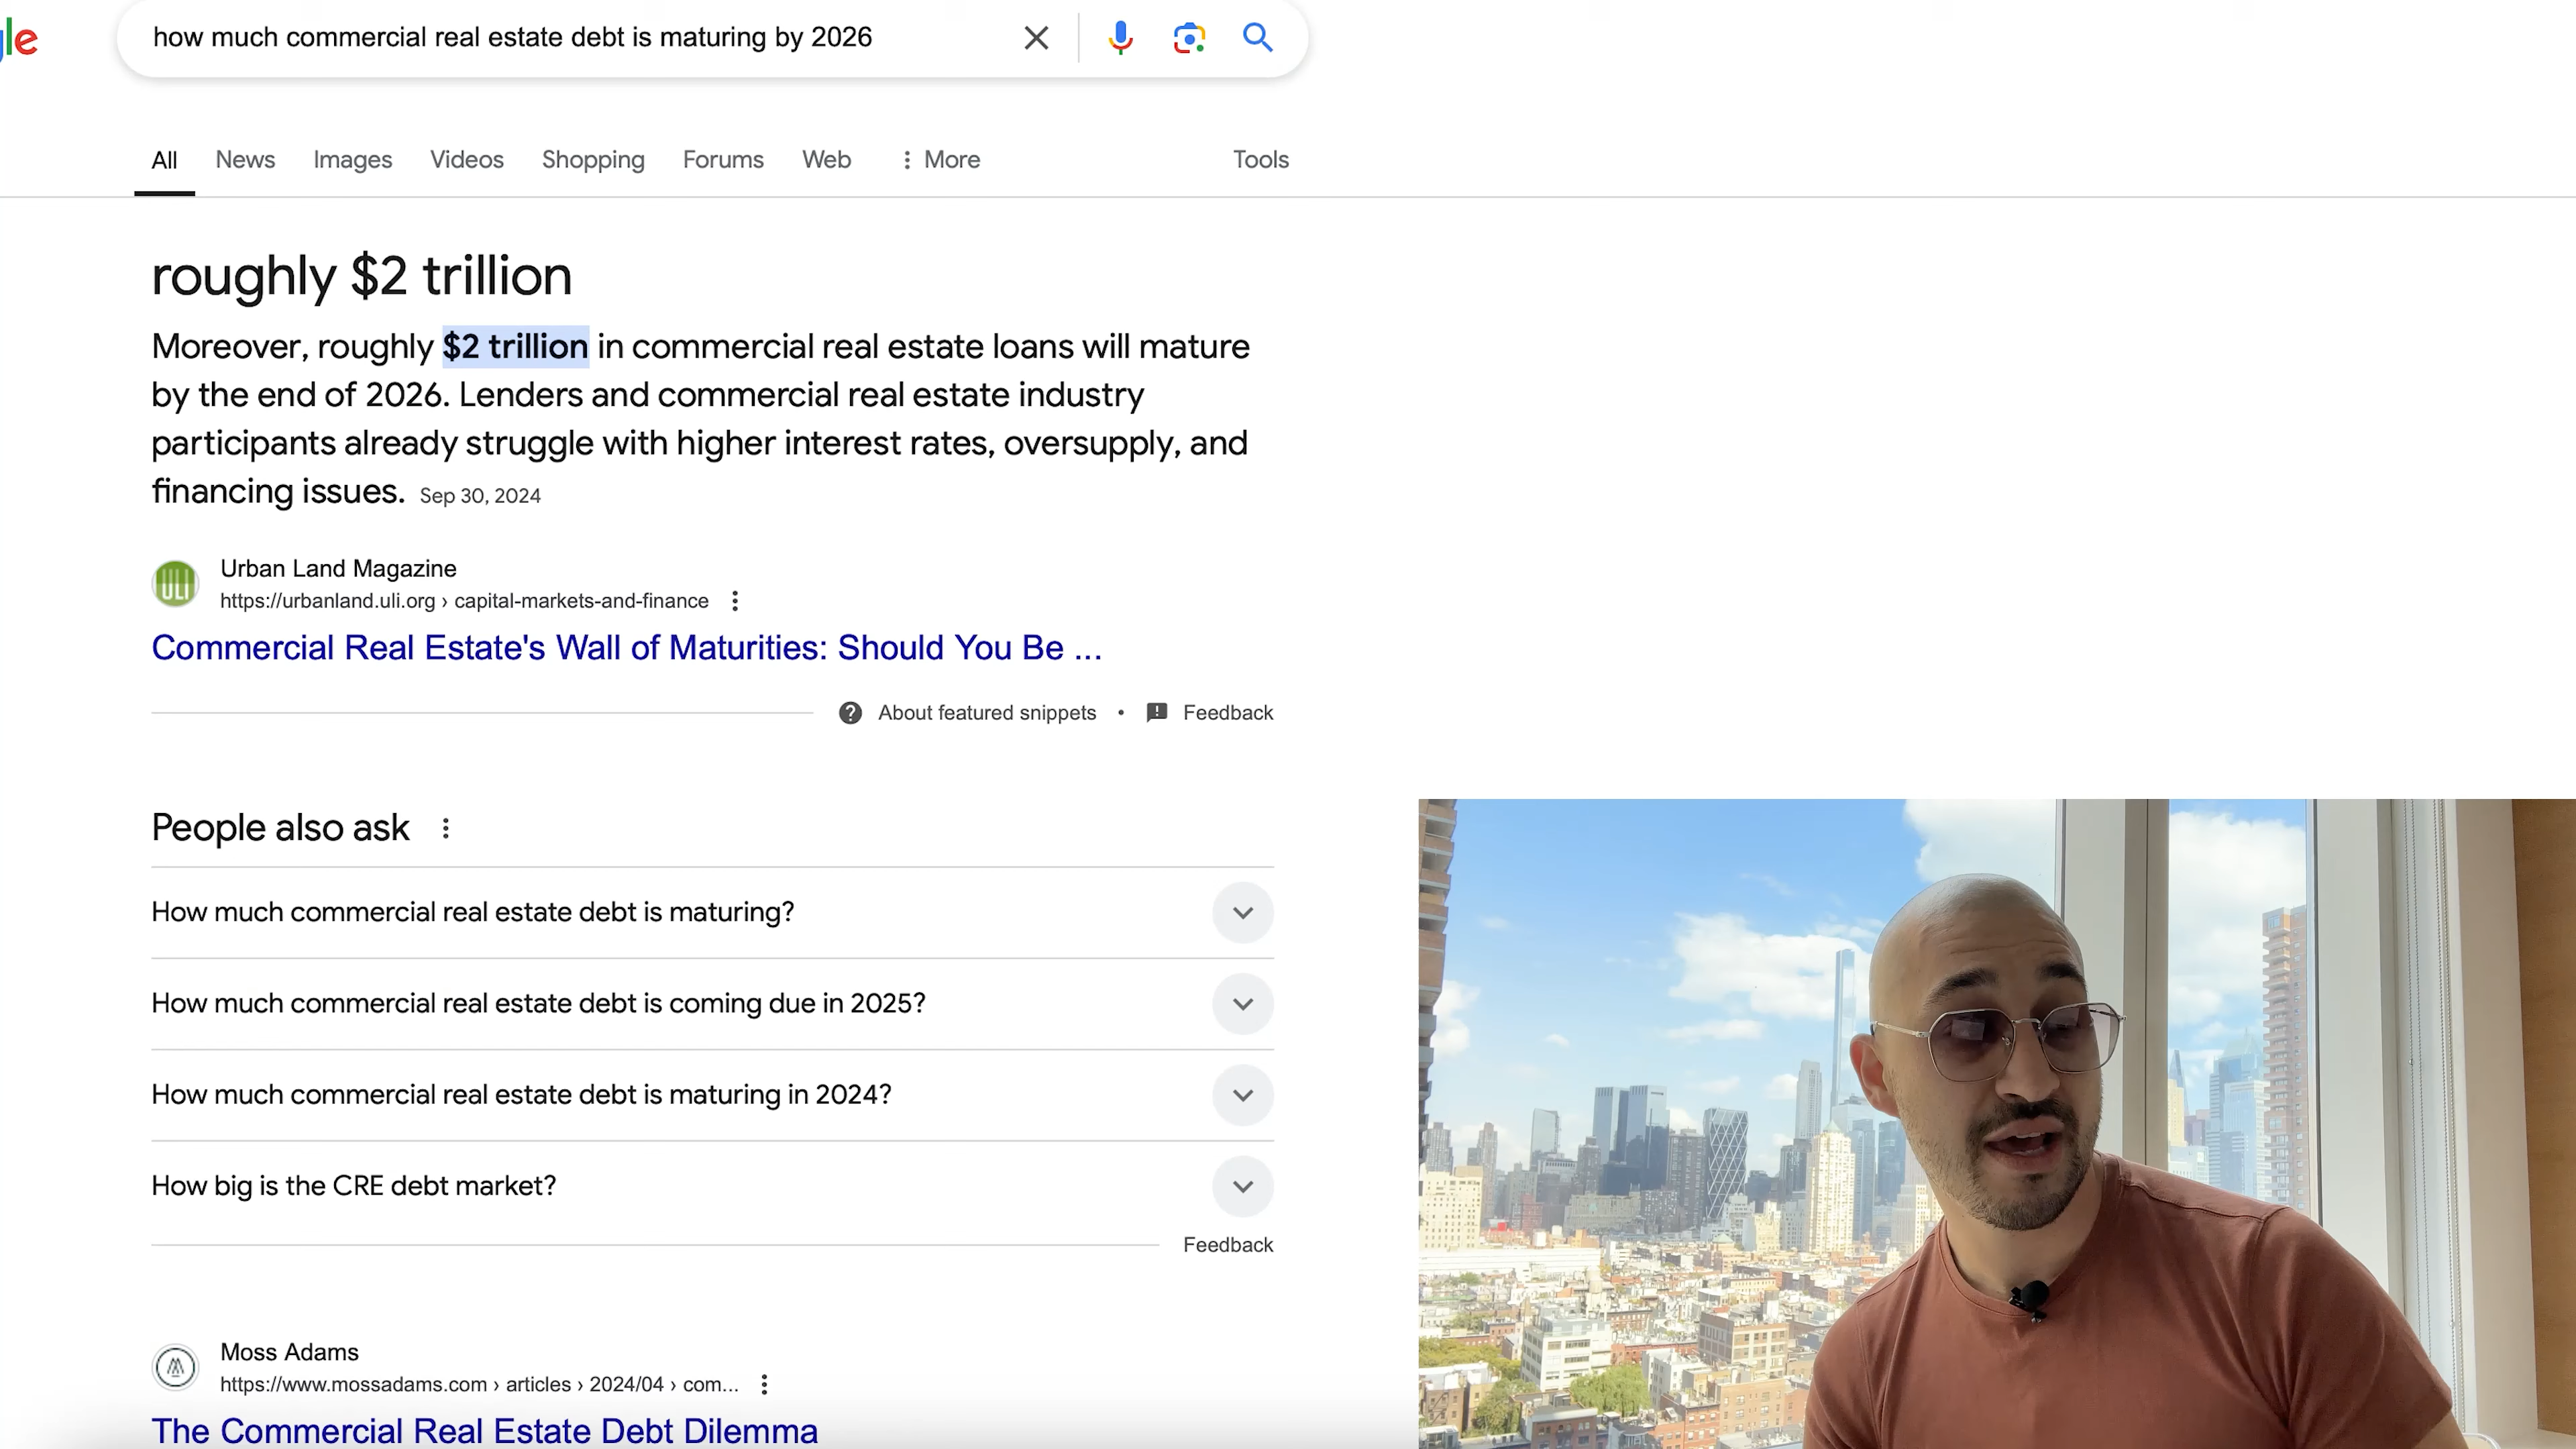 le
how much commercial real estate debt is maturing by 2026
All News Images Videos Shopping Forums Web More Tools
roughly $2 trillion
Moreover, roughly $2 trillion in commercial real estate loans will mature
by the end of 2026. Lenders and commercial real estate industry
participants already struggle with higher interest rates, oversupply, and
financing issues. Sep 30, 2024
ULI
Urban Land Magazine
https://urbanland.uli.org › capital-markets-and-finance
Commercial Real Estate's Wall of Maturities: Should You Be ...
About featured snippets • Feedback
People also ask
How much commercial real estate debt is maturing?
How much commercial real estate debt is coming due in 2025?
How much commercial real estate debt is maturing in 2024?
How big is the CRE debt market?
Feedback
Moss Adams
https://www.mossadams.com › articles › 2024/04 › com...
The Commercial Real Estate Debt Dilemma